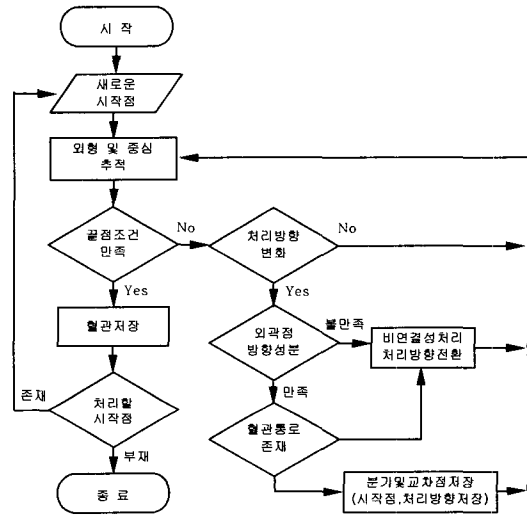 시 작
새로운
시작점
외형 및 중심
추적
끝점조건
만족
No
처리방향
변화
No
Yes
Yes
혈관저장
외곽점
방향성분
불만족
비연결성처리
처리방향전환
존재
처리할
시작점
만족
혈관통로
존재
부재
종 료
분기및교차점저장
(시작점,처리방향저장)